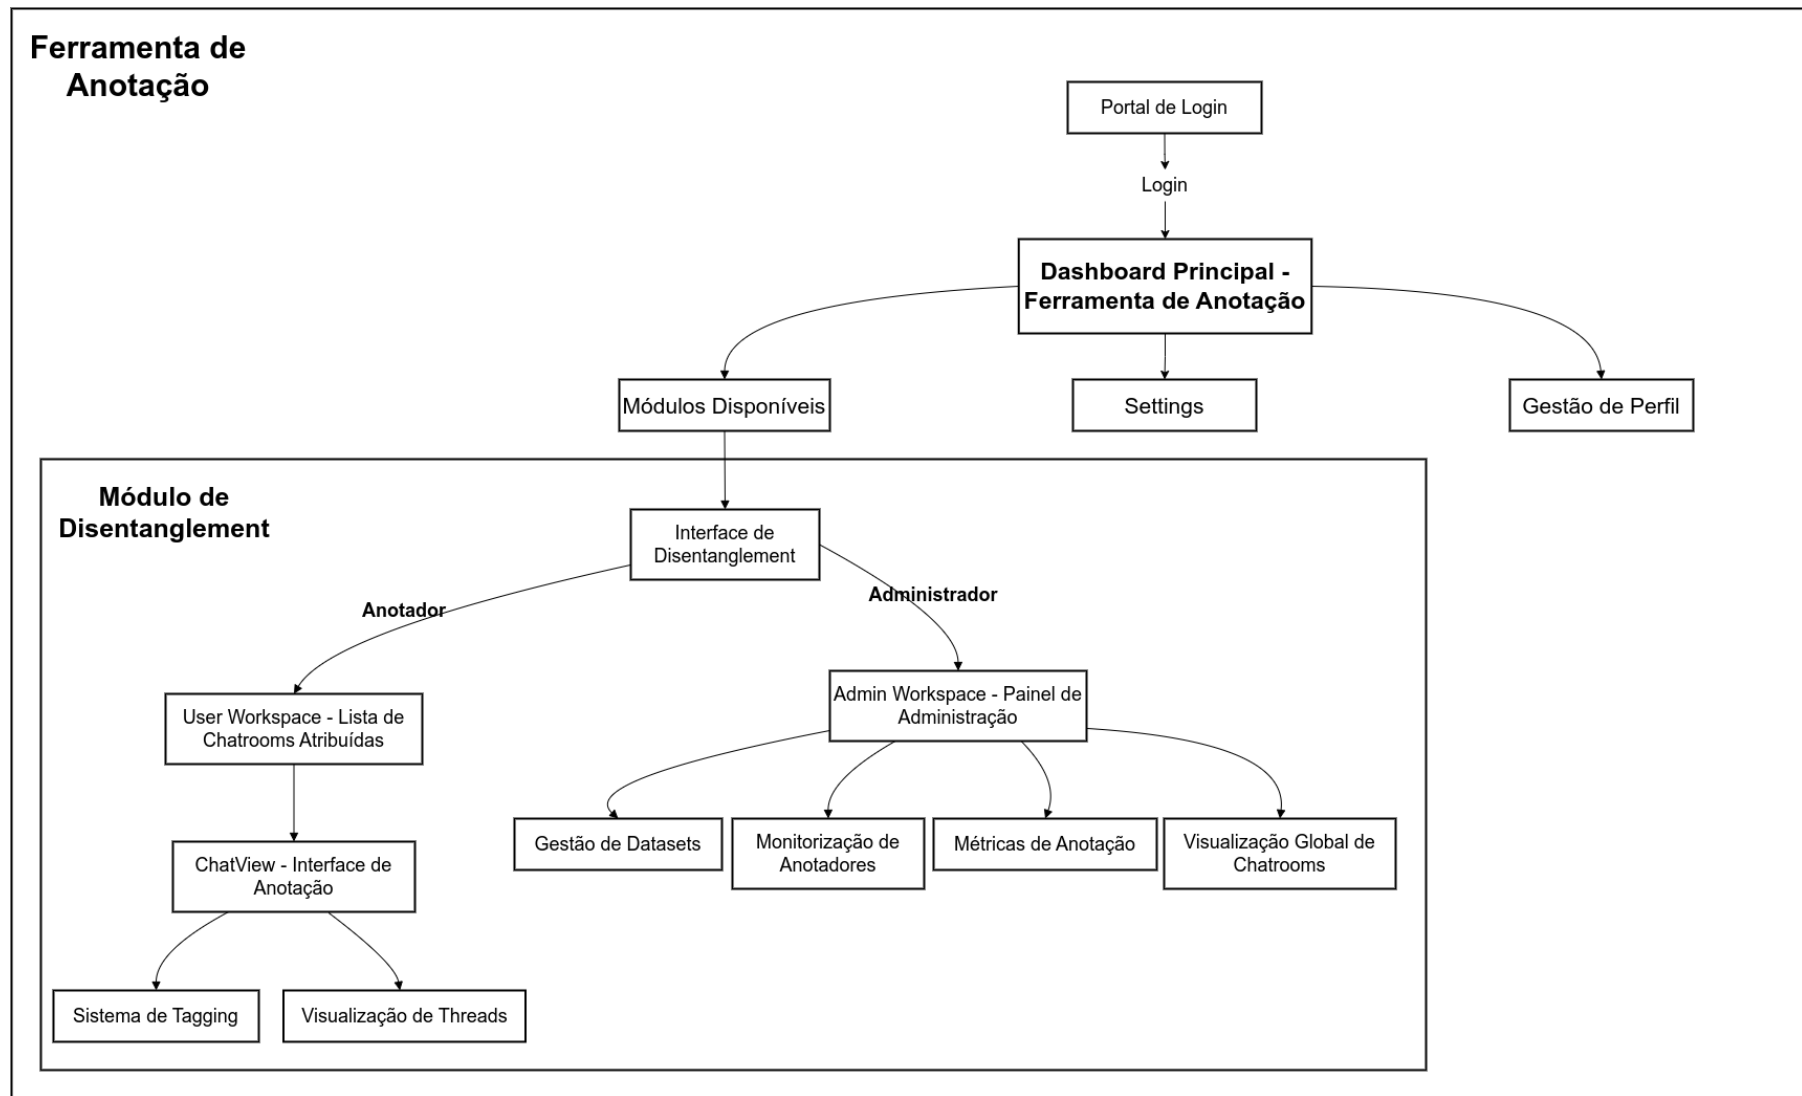 Ferramenta de
Anotação
Portal de Login
Login
Dashboard Principal -
Ferramenta de Anotação
Módulos Disponíveis
Settings
Gestão de Perfil
Módulo de
Disentanglement
Interface de
Disentanglement
Anotador
Administrador
User Workspace - Lista de
Chatrooms Atribuídas
Admin Workspace - Painel de
Administração
ChatView - Interface de
Anotação
Gestão de Datasets
Monitorização de
Anotadores
Métricas de Anotação
Visualização Global de
Chatrooms
Sistema de Tagging
Visualização de Threads